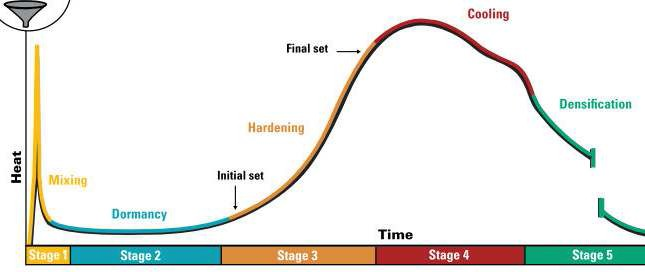 Cooling
Final set
Densification
Hardening
Initial set
Heat
Mixing
Dormancy
Time
Stage 1
Stage 2
Stage 3
Stage 4
Stage 5